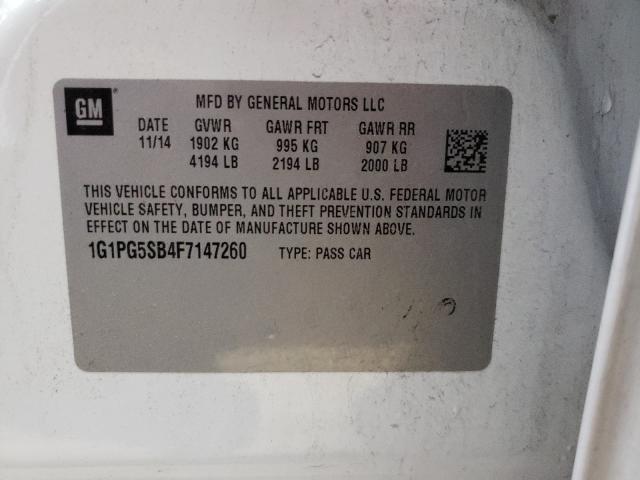 GM
MFD BY GENERAL MOTORS LLC
DATE GVWR GAWR FRT GAWR RR
11/14 1902 KG 995 KG 907 KG
4194 LB 2194 LB 2000 LB
THIS VEHICLE CONFORMS TO ALL APPLICABLE U.S. FEDERAL MOTOR
VEHICLE SAFETY, BUMPER, AND THEFT PREVENTION STANDARDS IN
EFFECT ON THE DATE OF MANUFACTURE SHOWN ABOVE.
1G1PG5SB4F7147260 TYPE: PASS CAR